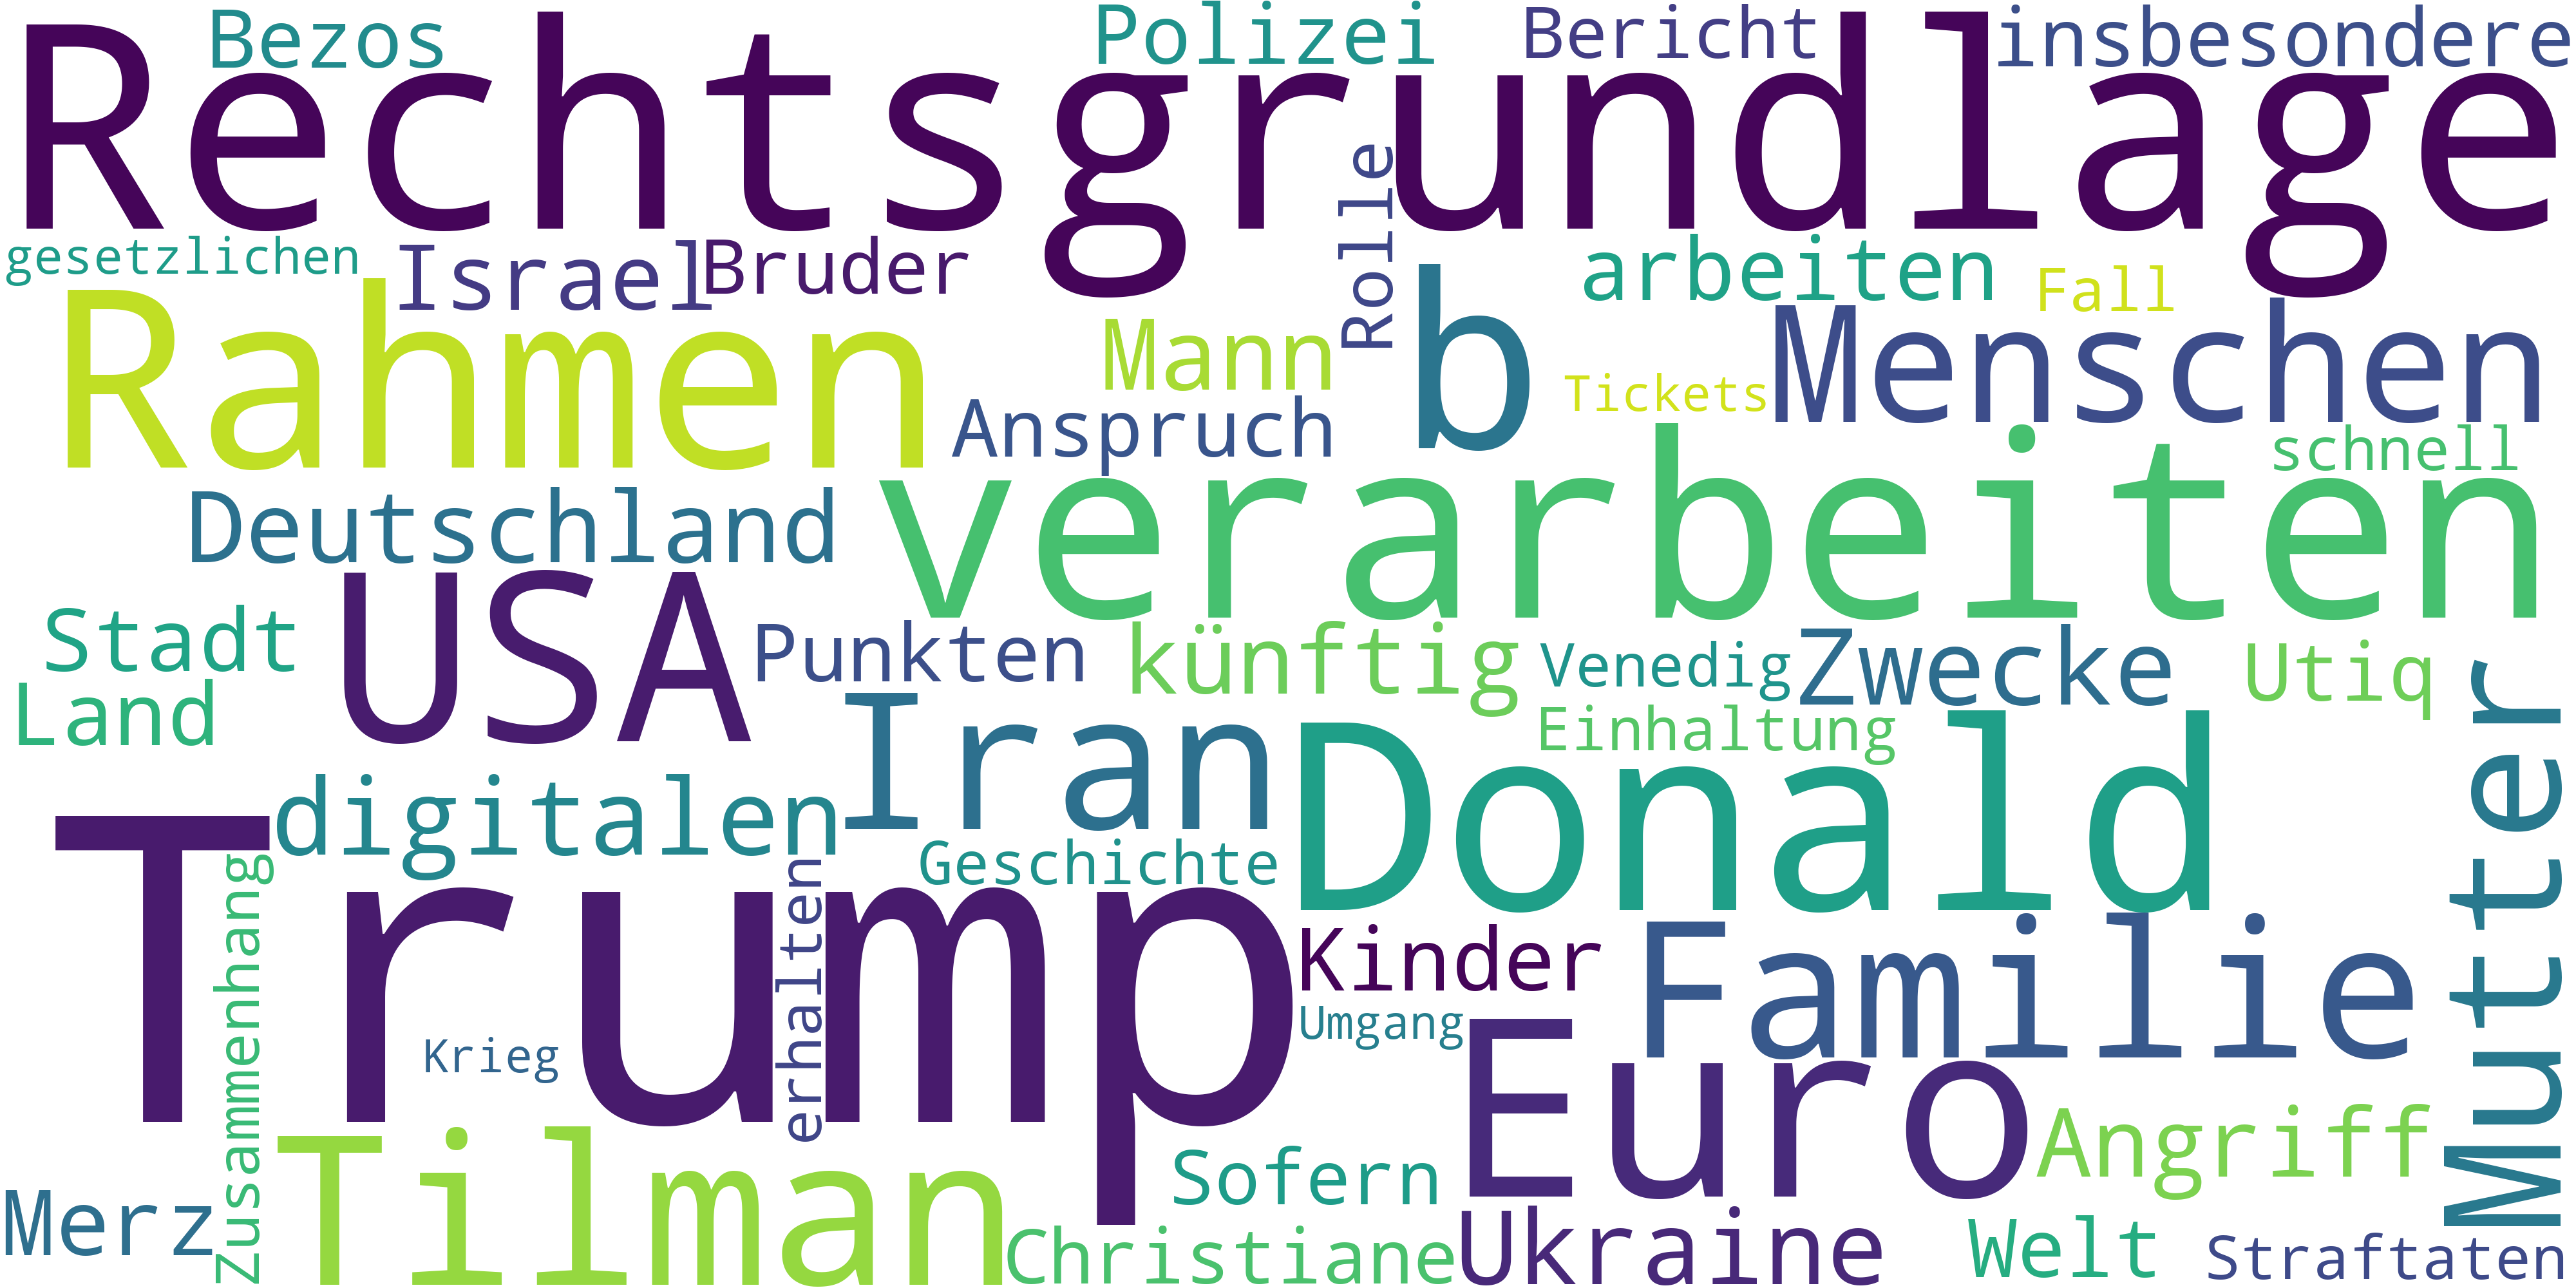 Bezos
Polizei
Bericht
insbesondere
Rechtsgrundlage
gesetzlichen
Israel
Bruder
Rolle
arbeiten
Fall
Rahmen
Mann
b
Menschen
Tickets
Anspruch
schnell
Deutschland
verarbeiten
USA
Stadt
Punkten
künftig
Venedig
Zwecke
Utiq
Land
Iran
Einhaltung
Donald
Mutter
digitalen
Geschichte
Trump
Zusammenhang
erhalten
Kinder
Familie
Krieg
Umgang
Euro
Tilman
Angriff
Sofern
Merz
Christiane
Ukraine
Welt
Straftaten